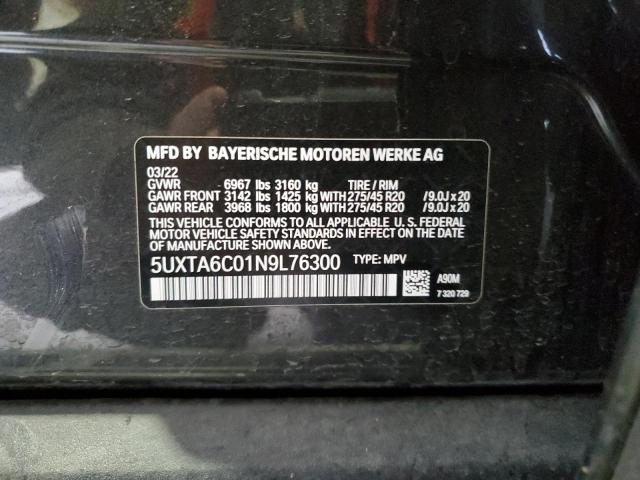 MFD BY BAYERISCHE MOTOREN WERKE AG
03/22
GVWR 6967 lbs 3160 kg TIRE / RIM
GAWR FRONT 3142 lbs 1425 kg WITH 275/45 R20 /9.0J x 20
GAWR REAR 3968 lbs 1800 kg WITH 275/45 R20 /9.0J x 20
THIS VEHICLE CONFORMS TO ALL APPLICABLE U. S. FEDERAL
MOTOR VEHICLE SAFETY STANDARDS IN EFFECT ON THE DATE OF
MANUFACTURE SHOWN ABOVE.
5UXTA6C01N9L76300 TYPE: MPV
A90M
7 320 729